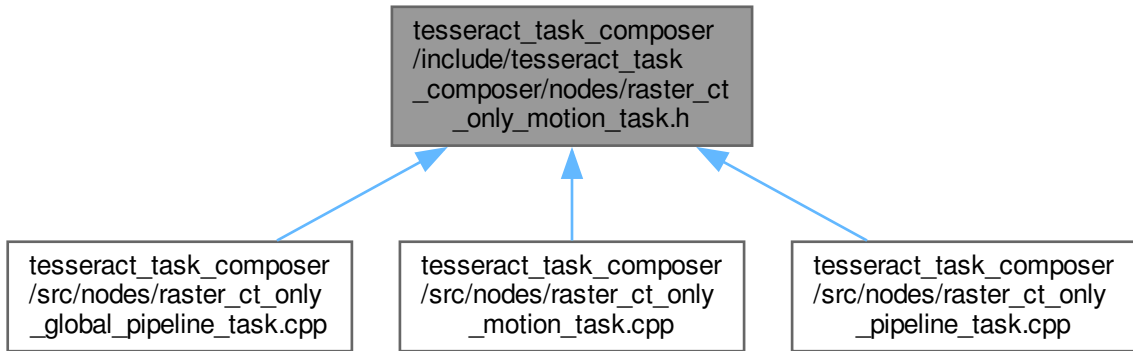 tesseract_task_composer
/include/tesseract_task
_composer/nodes/raster_ct
_only_motion_task.h
tesseract_task_composer
/src/nodes/raster_ct_only
_global_pipeline_task.cpp
tesseract_task_composer
/src/nodes/raster_ct_only
_motion_task.cpp
tesseract_task_composer
/src/nodes/raster_ct_only
_pipeline_task.cpp